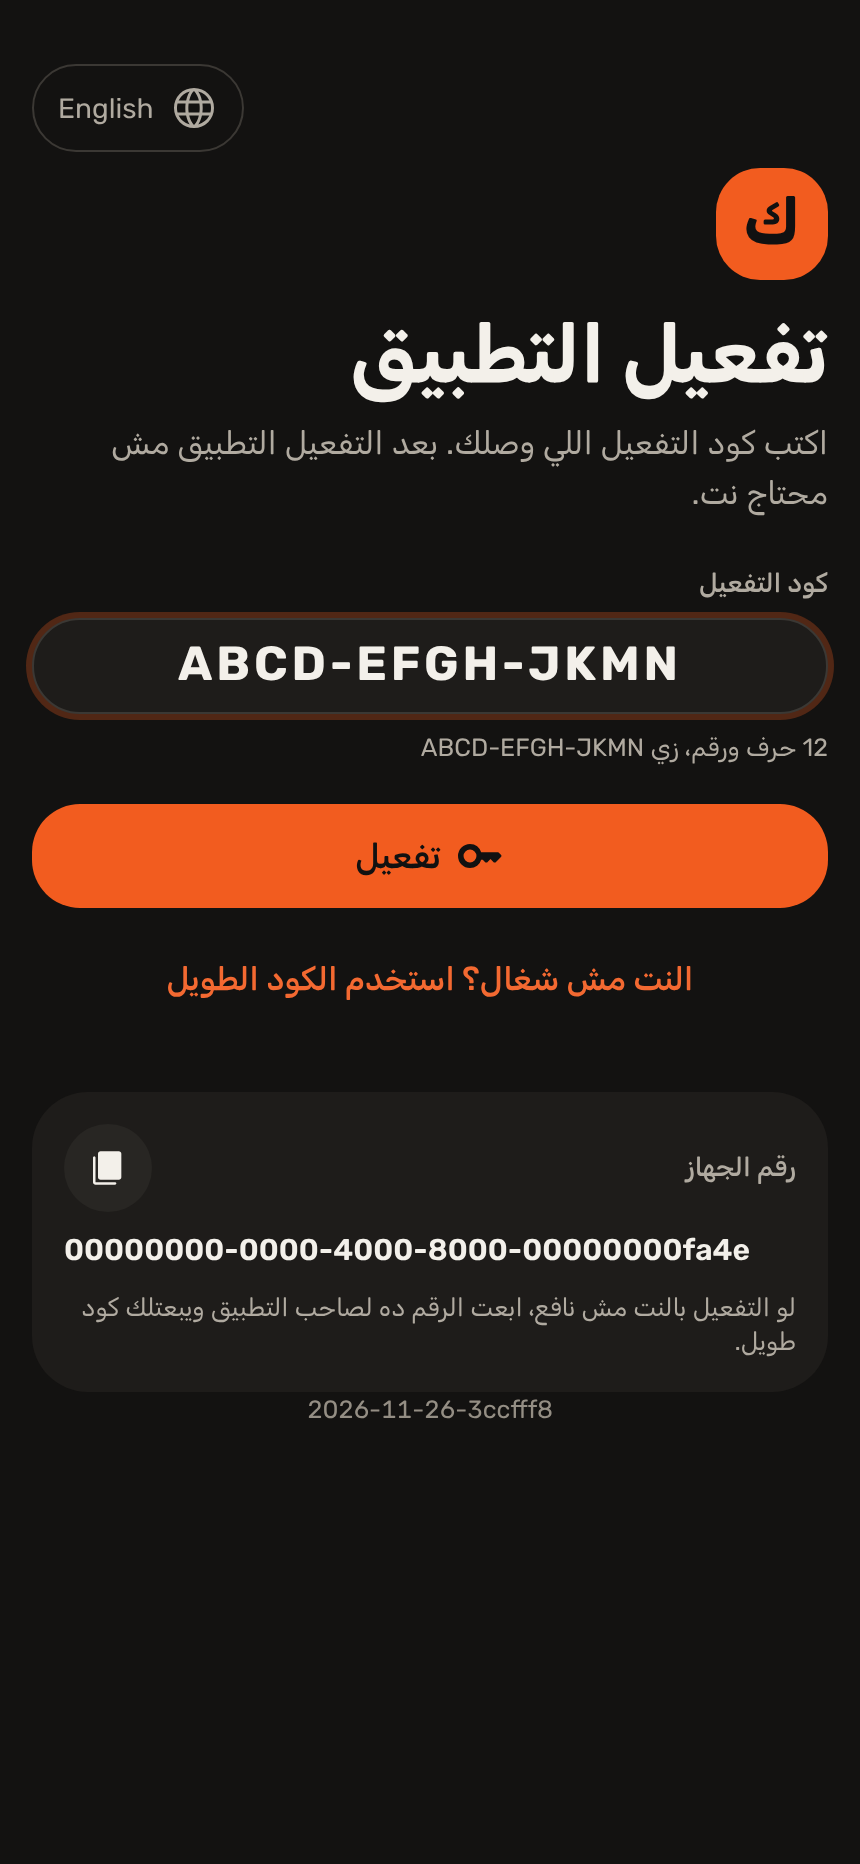 English
ك
تفعيل التطبيق
اكتب كود التفعيل اللي وصلك. بعد التفعيل التطبيق مش
محتاج نت.
كود التفعيل
ABCD-EFGH-JKMN
12 حرف ورقم، زي ABCD-EFGH-JKMN
تفعيل
النت مش شغال؟ استخدم الكود الطويل
رقم الجهاز
00000000-0000-4000-8000-00000000fa4e
لو التفعيل بالنت مش نافع، ابعت الرقم ده لصاحب التطبيق ويبعتلك كود
طويل.
2026-11-26-3ccfff8